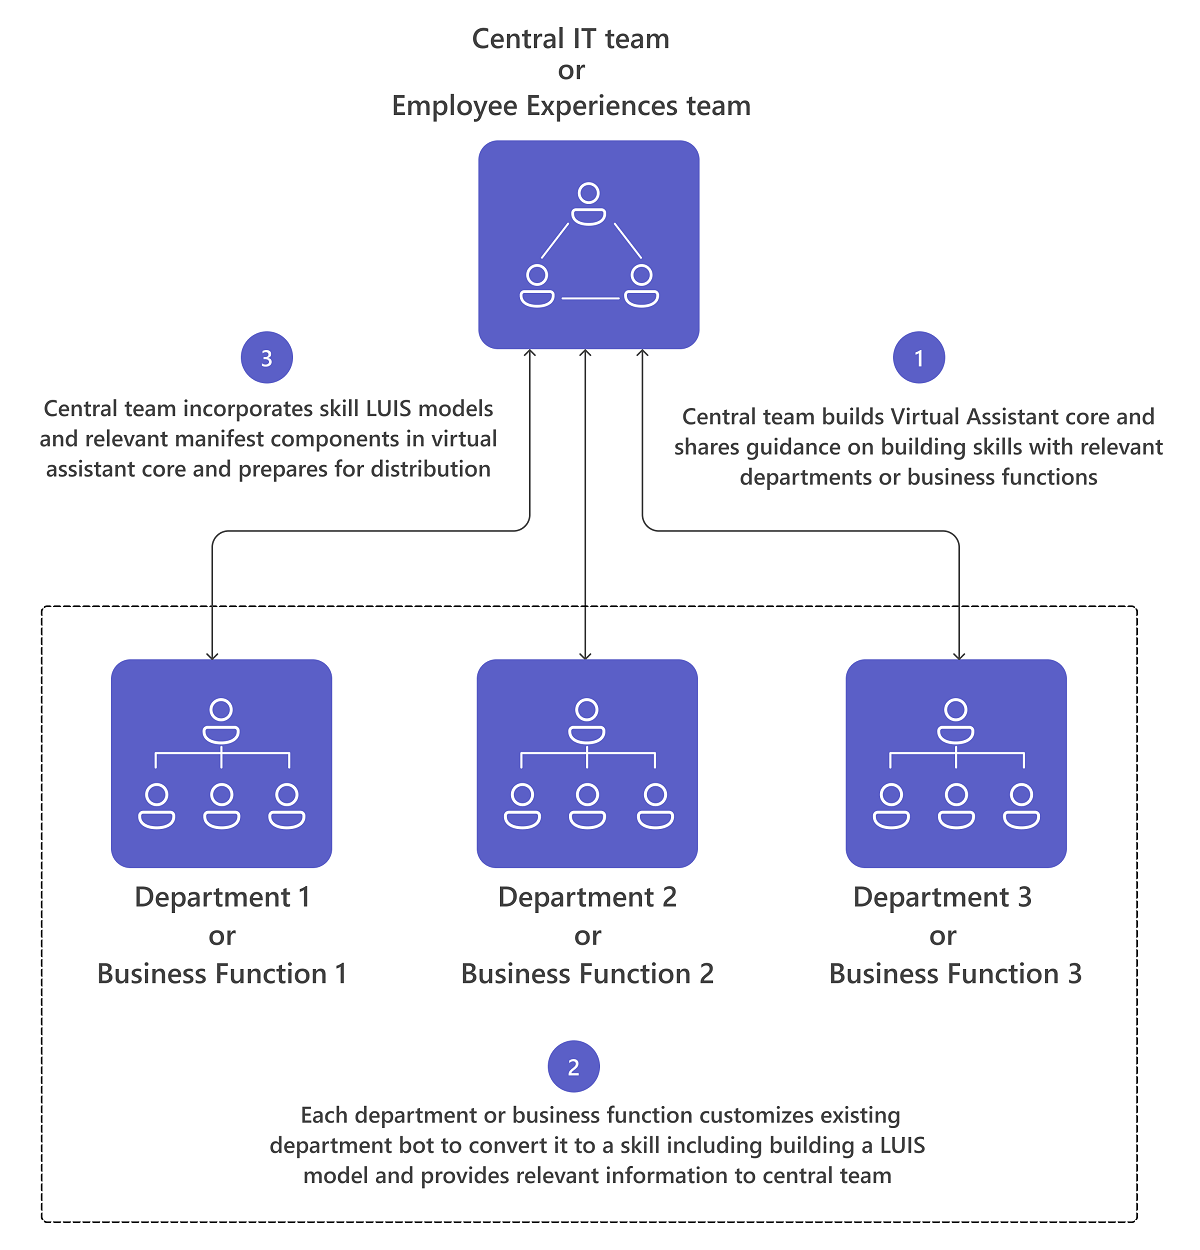 Central IT team
or
Employee Experiences team
3
Central team incorporates skill LUIS models
and relevant manifest components in virtual
assistant core and prepares for distribution
1
Central team builds Virtual Assistant core and
shares guidance on building skills with relevant
departments or business functions
Department 1
or
Business Function 1
Department 2
or
Business Function 2
Department 3
or
Business Function 3
2
Each department or business function customizes existing
department bot to convert it to a skill including building a LUIS
model and provides relevant information to central team